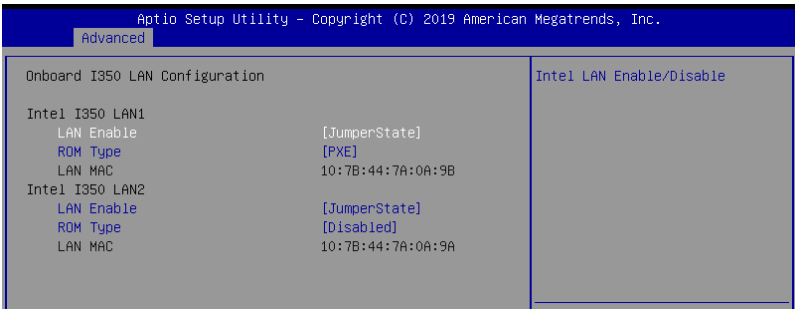 Aptio Setup Utility – Copyright (C) 2019 American Megatrends, Inc.
Advanced
Onboard I350 LAN Configuration
Intel LAN Enable/Disable
Intel I350 LAN1
LAN Enable [JumperState]
ROM Type [PXE]
LAN MAC 10:7B:44:7A:0A:9B
Intel I350 LAN2
LAN Enable [JumperState]
ROM Type [Disabled]
LAN MAC 10:7B:44:7A:0A:9A